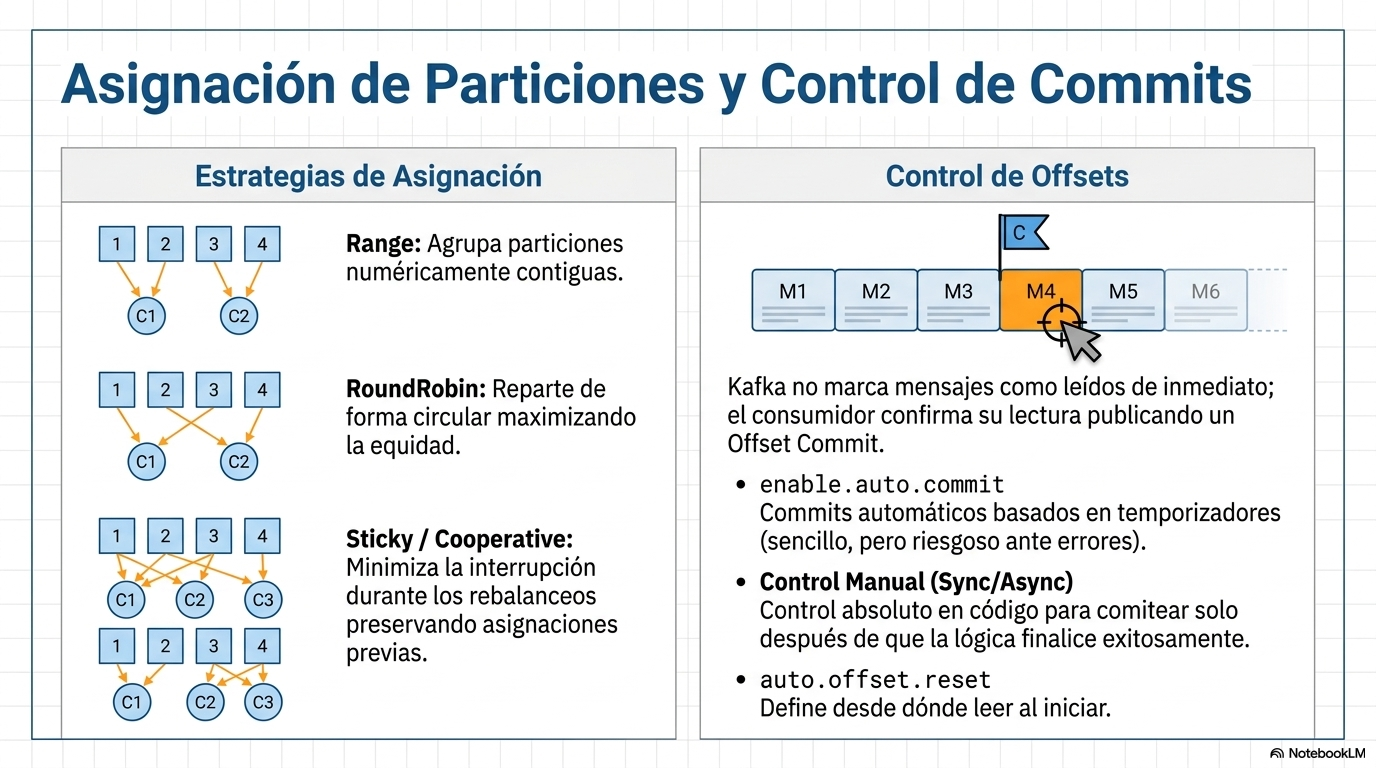 Asignación de Particiones y Control de Commits
Estrategias de Asignación
1 2 3 4
C1 C2
Range: Agrupa particiones
numéricamente contiguas.
1 2 3 4
C1 C2
RoundRobin: Reparte de
forma circular maximizando
la equidad.
1 2 3 4
C1 C2 C3
1 2 3 4
C1 C2 C3
Sticky / Cooperative:
Minimiza la interrupción
durante los rebalanceos
preservando asignaciones
previas.
Control de Offsets
C
M1 M2 M3 M4 M5 M6
Kafka no marca mensajes como leídos de inmediato;
el consumidor confirma su lectura publicando un
Offset Commit.
• enable.auto.commit
Commits automáticos basados en temporizadores
(sencillo, pero riesgoso ante errores).
• Control Manual (Sync/Async)
Control absoluto en código para comitear solo
después de que la lógica finalice exitosamente.
• auto.offset.reset
Define desde dónde leer al iniciar.
NotebookLM